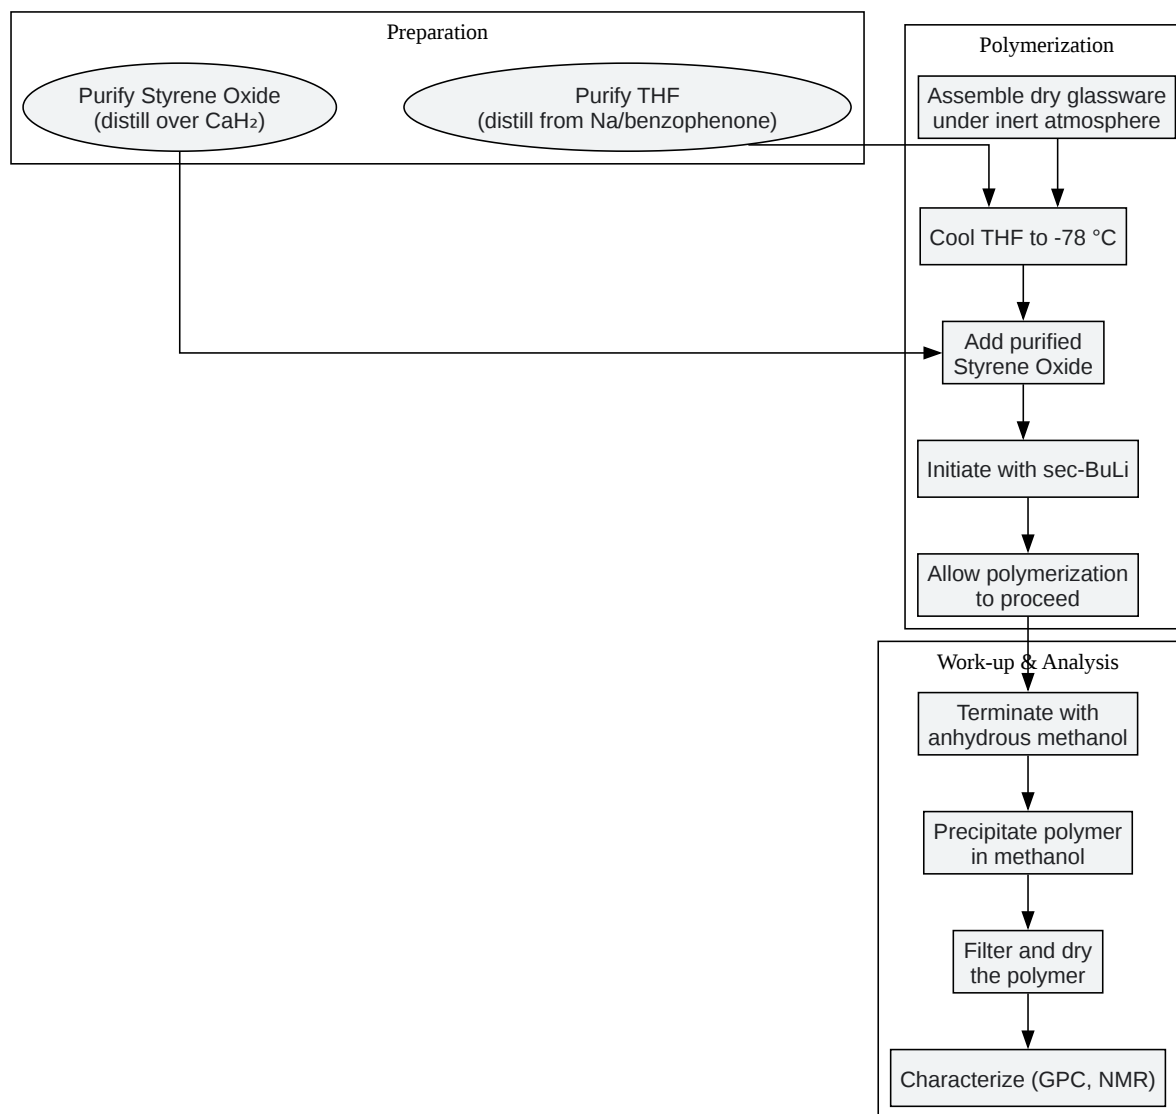 Preparation
Purify Styrene Oxide
(distill over CaH₂)
Purify THF
(distill from Na/benzophenone)
Polymerization
Assemble dry glassware
under inert atmosphere
Cool THF to -78 °C
Add purified
Styrene Oxide
Initiate with sec-BuLi
Allow polymerization
to proceed
Work-up & Analysis
Terminate with
anhydrous methanol
Precipitate polymer
in methanol
Filter and dry
the polymer
Characterize (GPC, NMR)